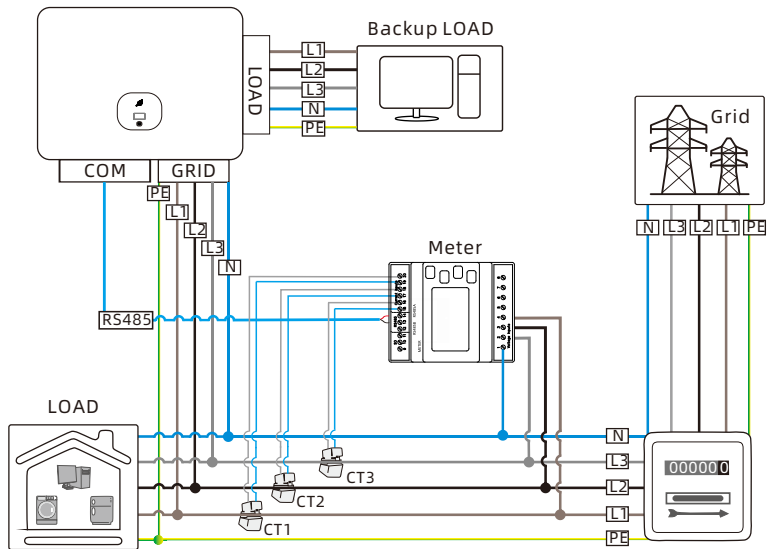 Backup LOAD
L1
L2
L3
N
PE
LOAD
COM
GRID
PE
L1
L2
L3
N
RS485
Meter
Grid
N
L3
L2
L1
PE
LOAD
CT1
CT2
CT3
N
L3
L2
L1
PE
000000